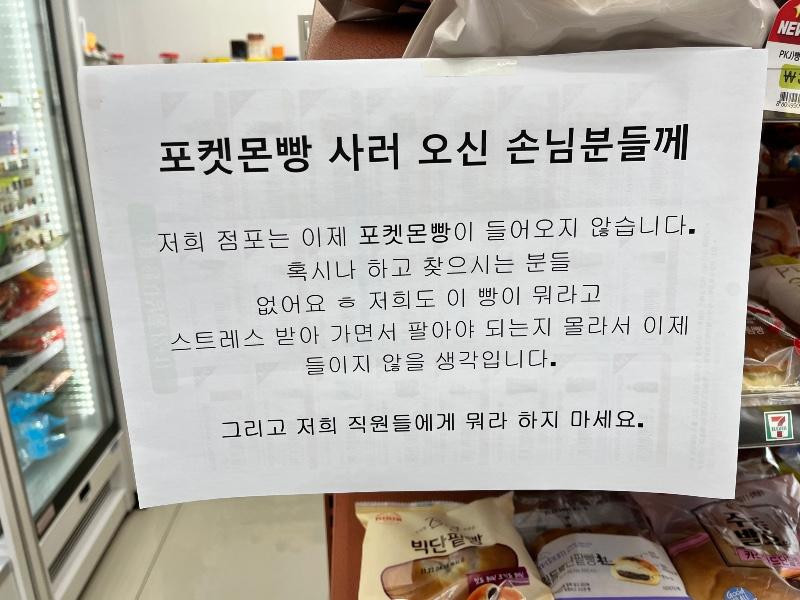 포켓몬빵 사러 오신 손님분들께
저희 점포는 이제 포켓몬빵이 들어오지 않습니다.
혹시나 하고 찾으시는 분들
없어요 ㅎ 저희도 이 빵이 뭐라고
스트레스 받아 가면서 팔아야 되는지 몰라서 이제
들이지 않을 생각입니다.
그리고 저희 직원들에게 뭐라 하지 마세요.
NEW
7
빅단팥빵